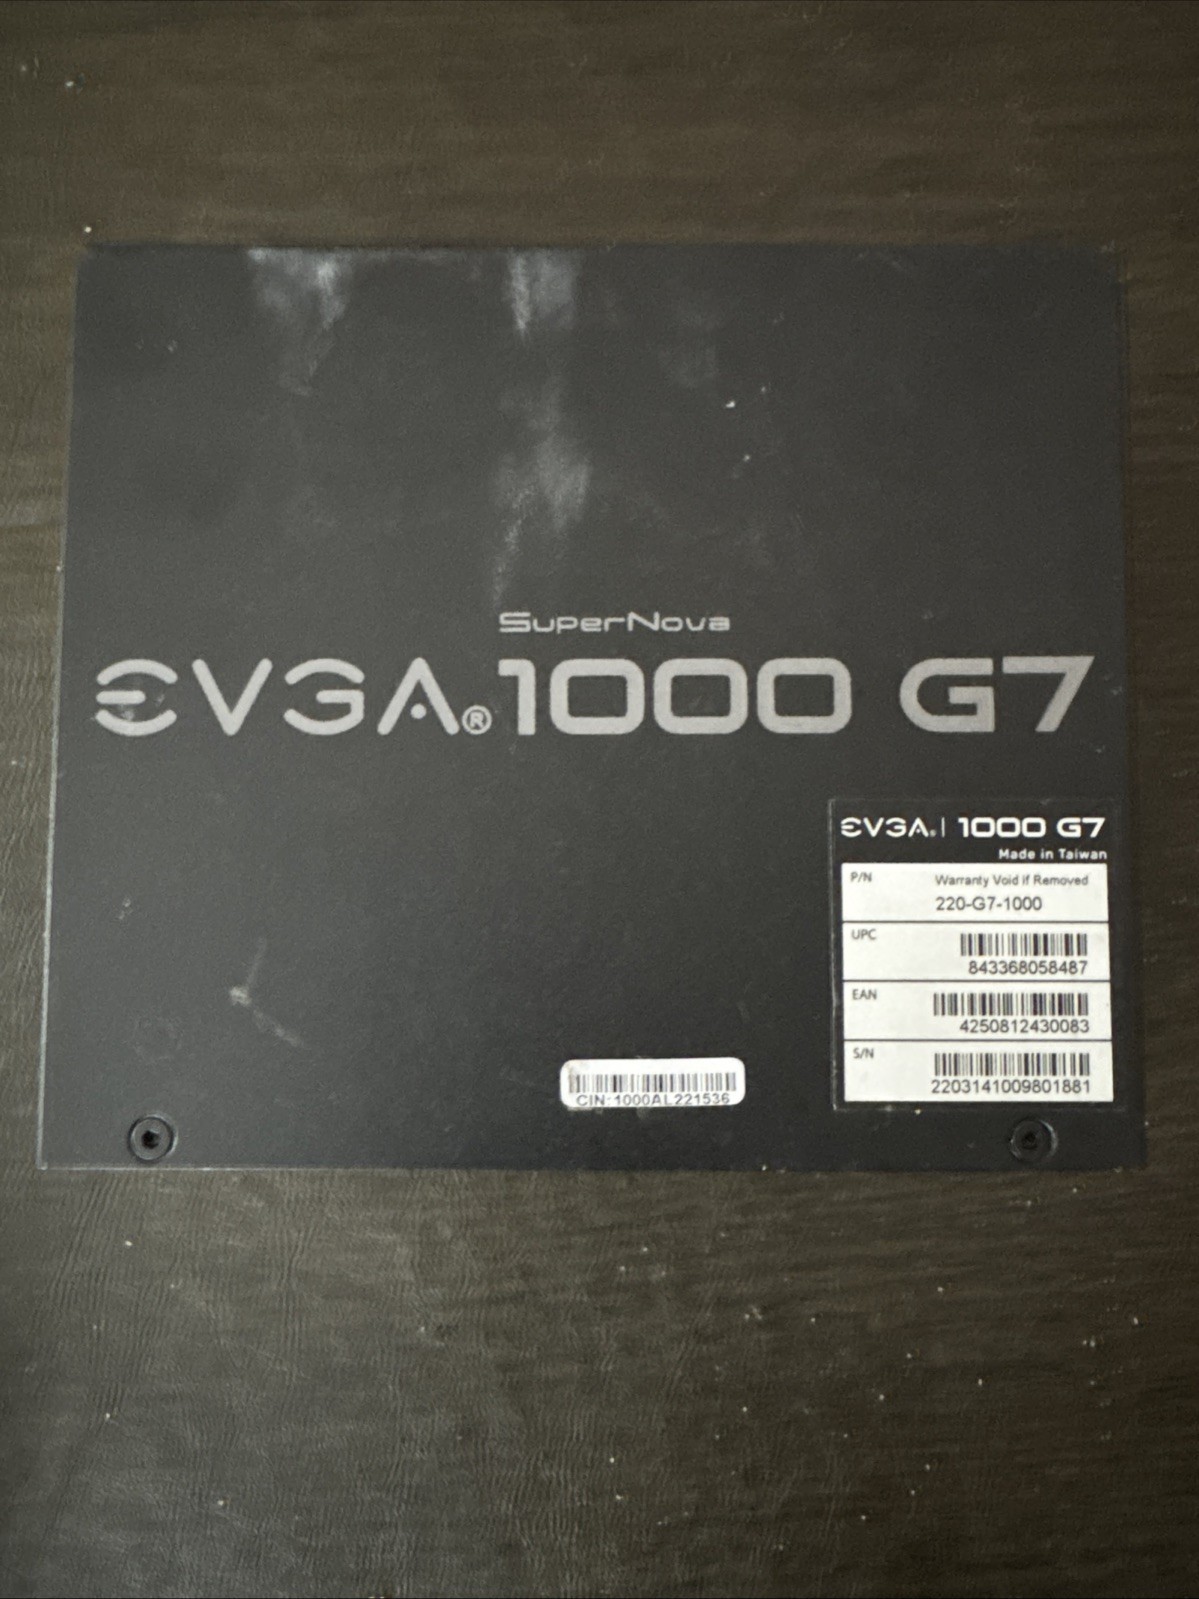 SuperNova
EVGA® 1000 G7
EVGA. | 1000 G7
Made in Taiwan
P/N Warranty Void if Removed
220-G7-1000
UPC
843368058487
EAN
4250812430083
S/N
2203141009801881
CIN:1000AL221536